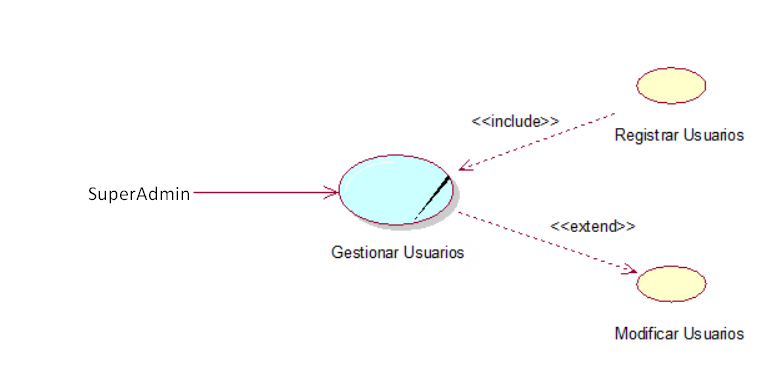 <<include>>
Registrar Usuarios
SuperAdmin
<<extend>>
Gestionar Usuarios
Modificar Usuarios